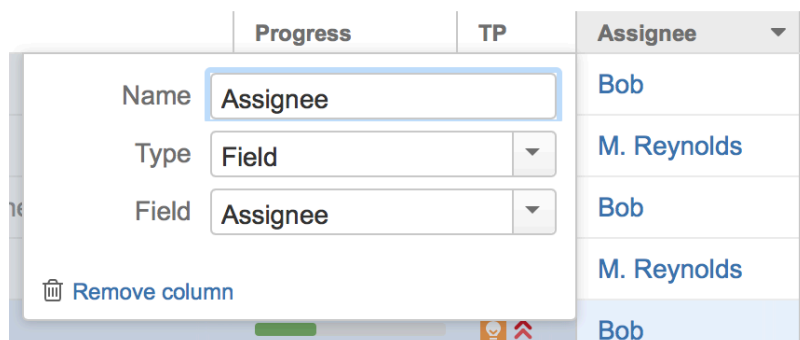 Progress TP Assignee
Name Assignee
Type Field
Field Assignee
Remove column
Bob
M. Reynolds
Bob
M. Reynolds
Bob